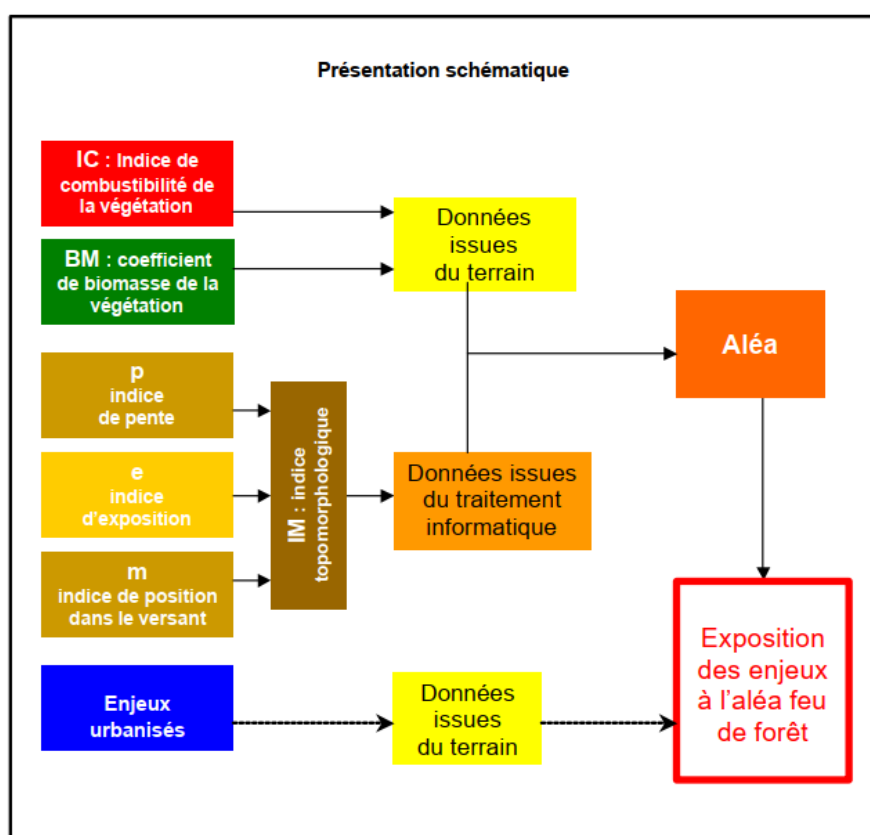 Présentation schématique
IC : Indice de
combustibilité de
la végétation
BM : coefficient
de biomasse de la
végétation
Données
issues
du terrain
Aléa
p
indice
de pente
e
indice
d'exposition
m
indice de position
dans le versant
IM : indice
topomorphologique
Données issues
du traitement
informatique
Enjeux
urbanisés
Données
issues
du terrain
Exposition
des enjeux
à l'aléa feu
de forêt